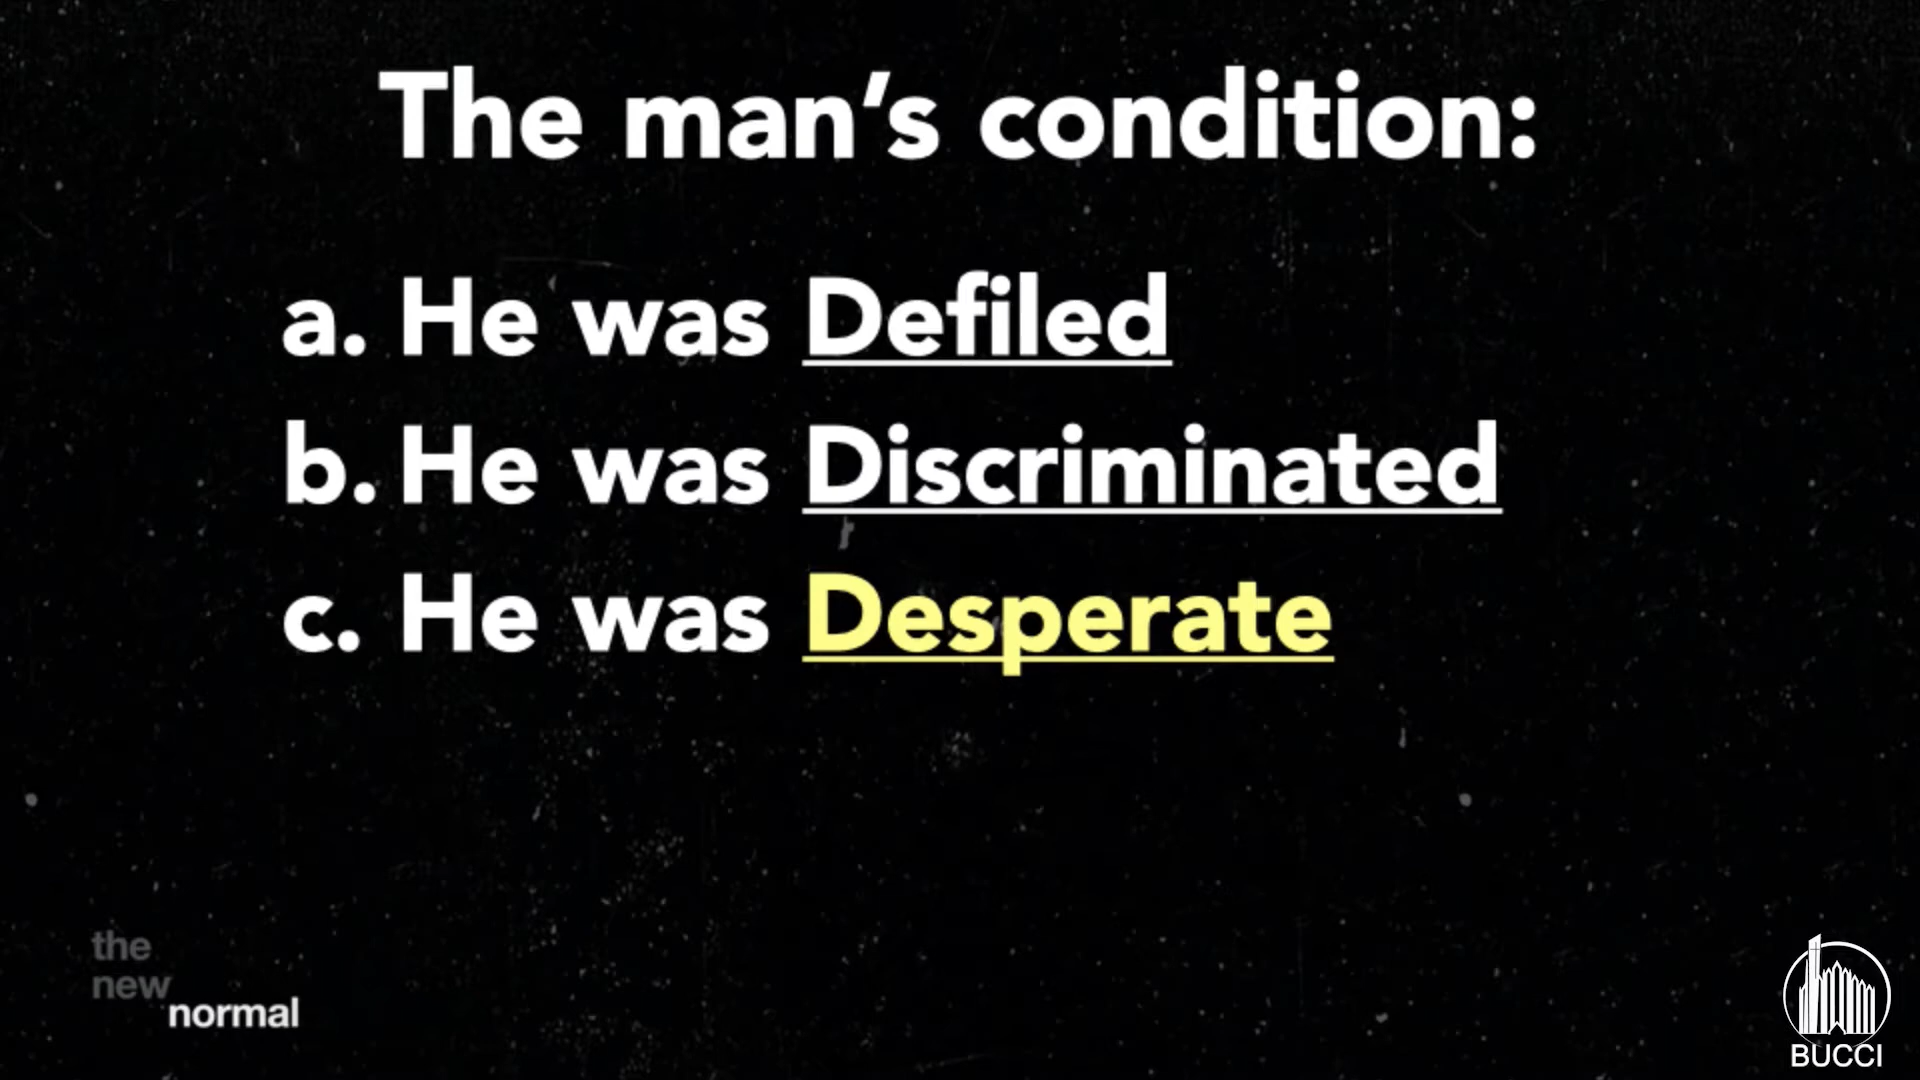 The man’s condition:
a. He was Defiled
b. He was Discriminated
c. He was Desperate
the
new
normal
BUCCI